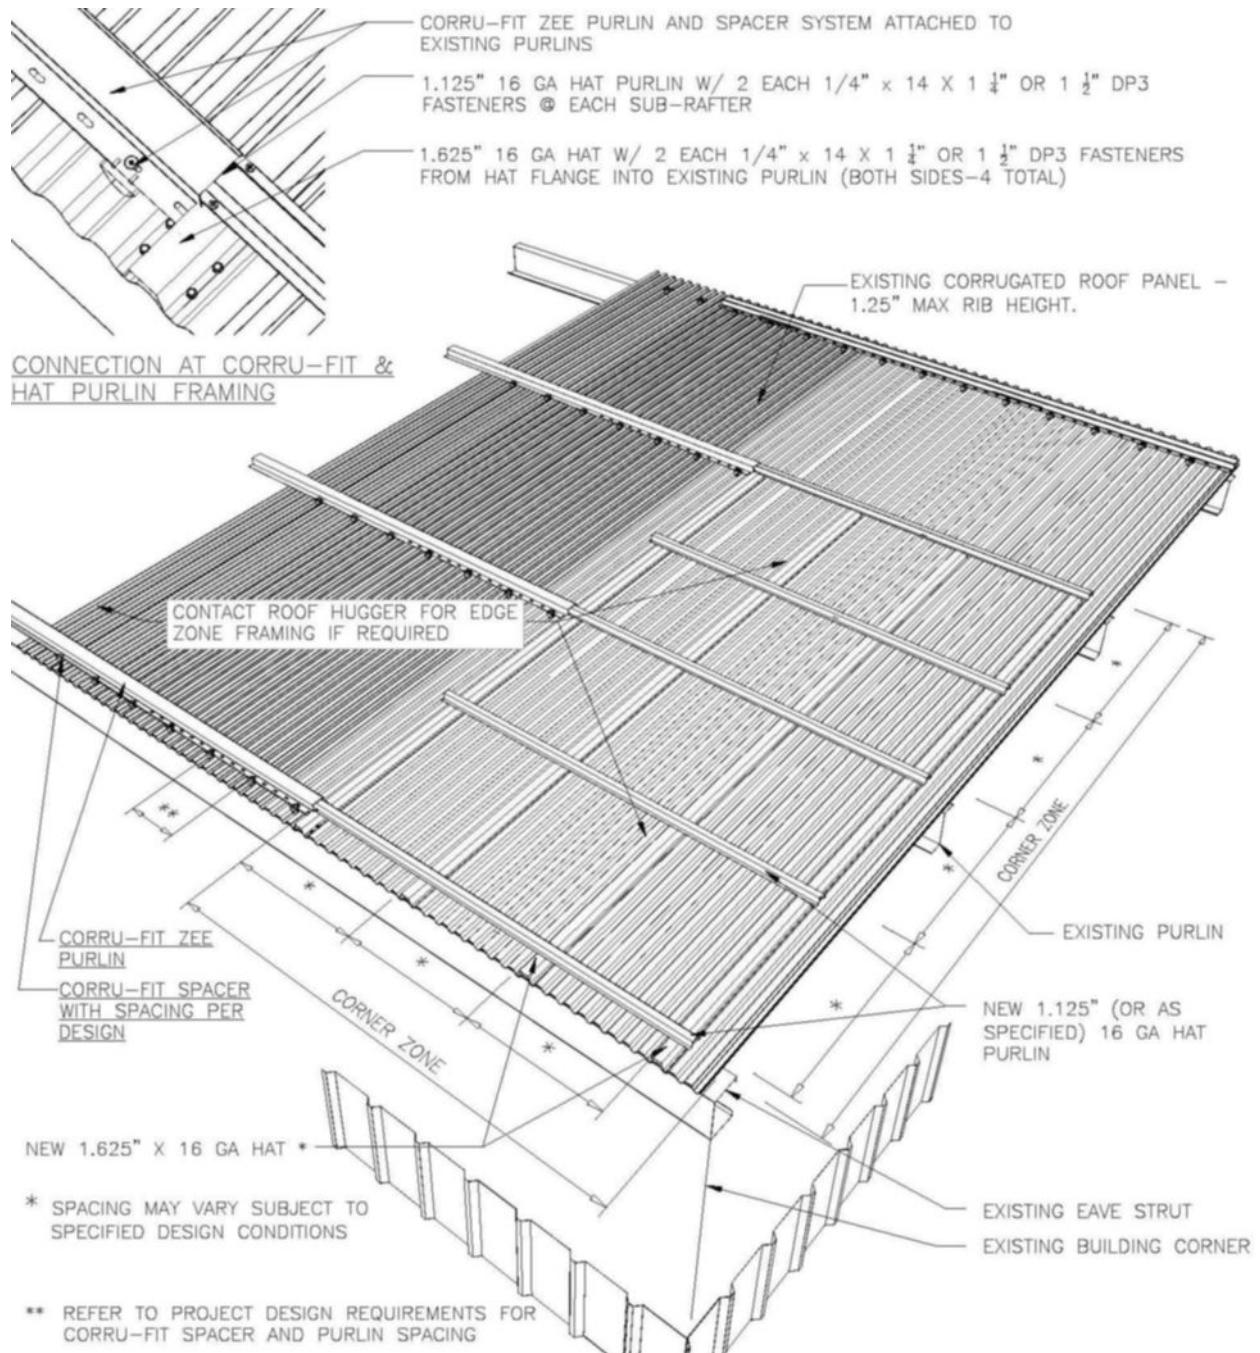 CORRU-FIT ZEE PURLIN AND SPACER SYSTEM ATTACHED TO
EXISTING PURLINS
1.125" 16 GA HAT PURLIN W/ 2 EACH 1/4" x 14 X 1 1/4" OR 1 1/2" DP3
FASTENERS @ EACH SUB-RAFTER
1.625" 16 GA HAT W/ 2 EACH 1/4" x 14 X 1 1/4" OR 1 1/2" DP3 FASTENERS
FROM HAT FLANGE INTO EXISTING PURLIN (BOTH SIDES-4 TOTAL)
CONNECTION AT CORRU-FIT &
HAT PURLIN FRAMING
EXISTING CORRUGATED ROOF PANEL -
1.25" MAX RIB HEIGHT.
CONTACT ROOF HUGGER FOR EDGE
ZONE FRAMING IF REQUIRED
*
*
*
*
CORNER ZONE
**
*
*
*
CORNER ZONE
CORRU-FIT ZEE
PURLIN
CORRU-FIT SPACER
WITH SPACING PER
DESIGN
EXISTING PURLIN
NEW 1.125" (OR AS
SPECIFIED) 16 GA HAT
PURLIN
NEW 1.625" X 16 GA HAT *
* SPACING MAY VARY SUBJECT TO
SPECIFIED DESIGN CONDITIONS
EXISTING EAVE STRUT
EXISTING BUILDING CORNER
** REFER TO PROJECT DESIGN REQUIREMENTS FOR
CORRU-FIT SPACER AND PURLIN SPACING